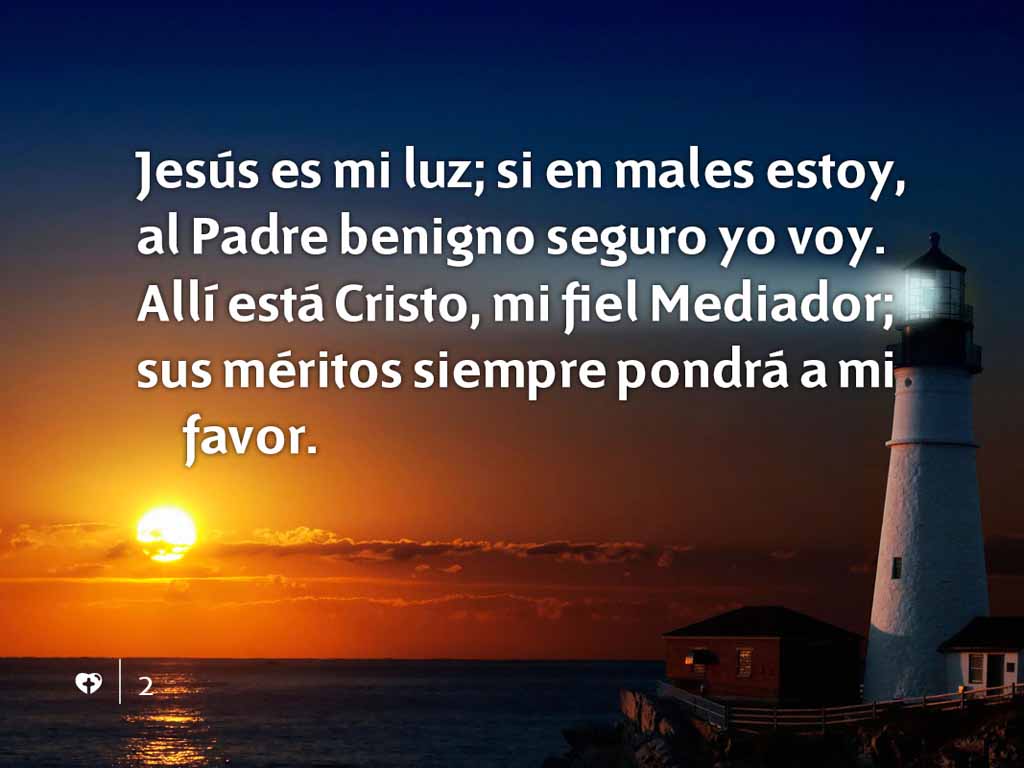 Jesús es mi luz; si en males estoy,
al Padre benigno seguro yo voy.
Allí está Cristo, mi fiel Mediador;
sus méritos siempre pondrá a mi
favor.
2